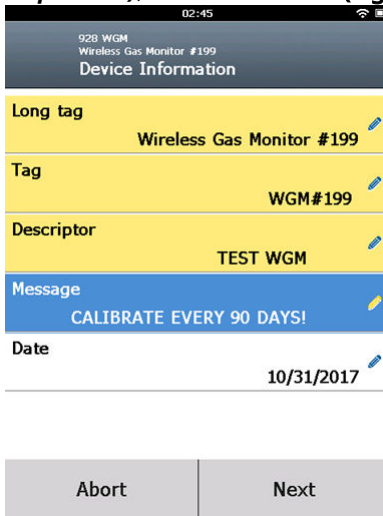 02:45
928 WGM
Wireless Gas Monitor #199
Device Information
Long tag
Wireless Gas Monitor #199
Tag
WGM#199
Descriptor
TEST WGM
Message
CALIBRATE EVERY 90 DAYS!
Date
10/31/2017
Abort
Next